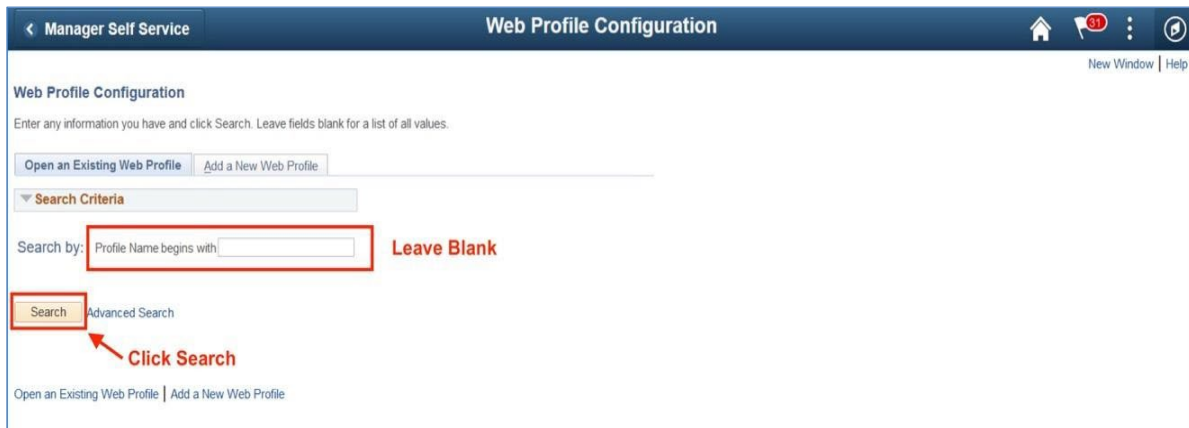 Manager Self Service
Web Profile Configuration
31
New Window | Help
Web Profile Configuration
Enter any information you have and click Search. Leave fields blank for a list of all values.
Open an Existing Web Profile Add a New Web Profile
Search Criteria
Search by: Profile Name begins with Leave Blank
Search Advanced Search
Click Search
Open an Existing Web Profile | Add a New Web Profile